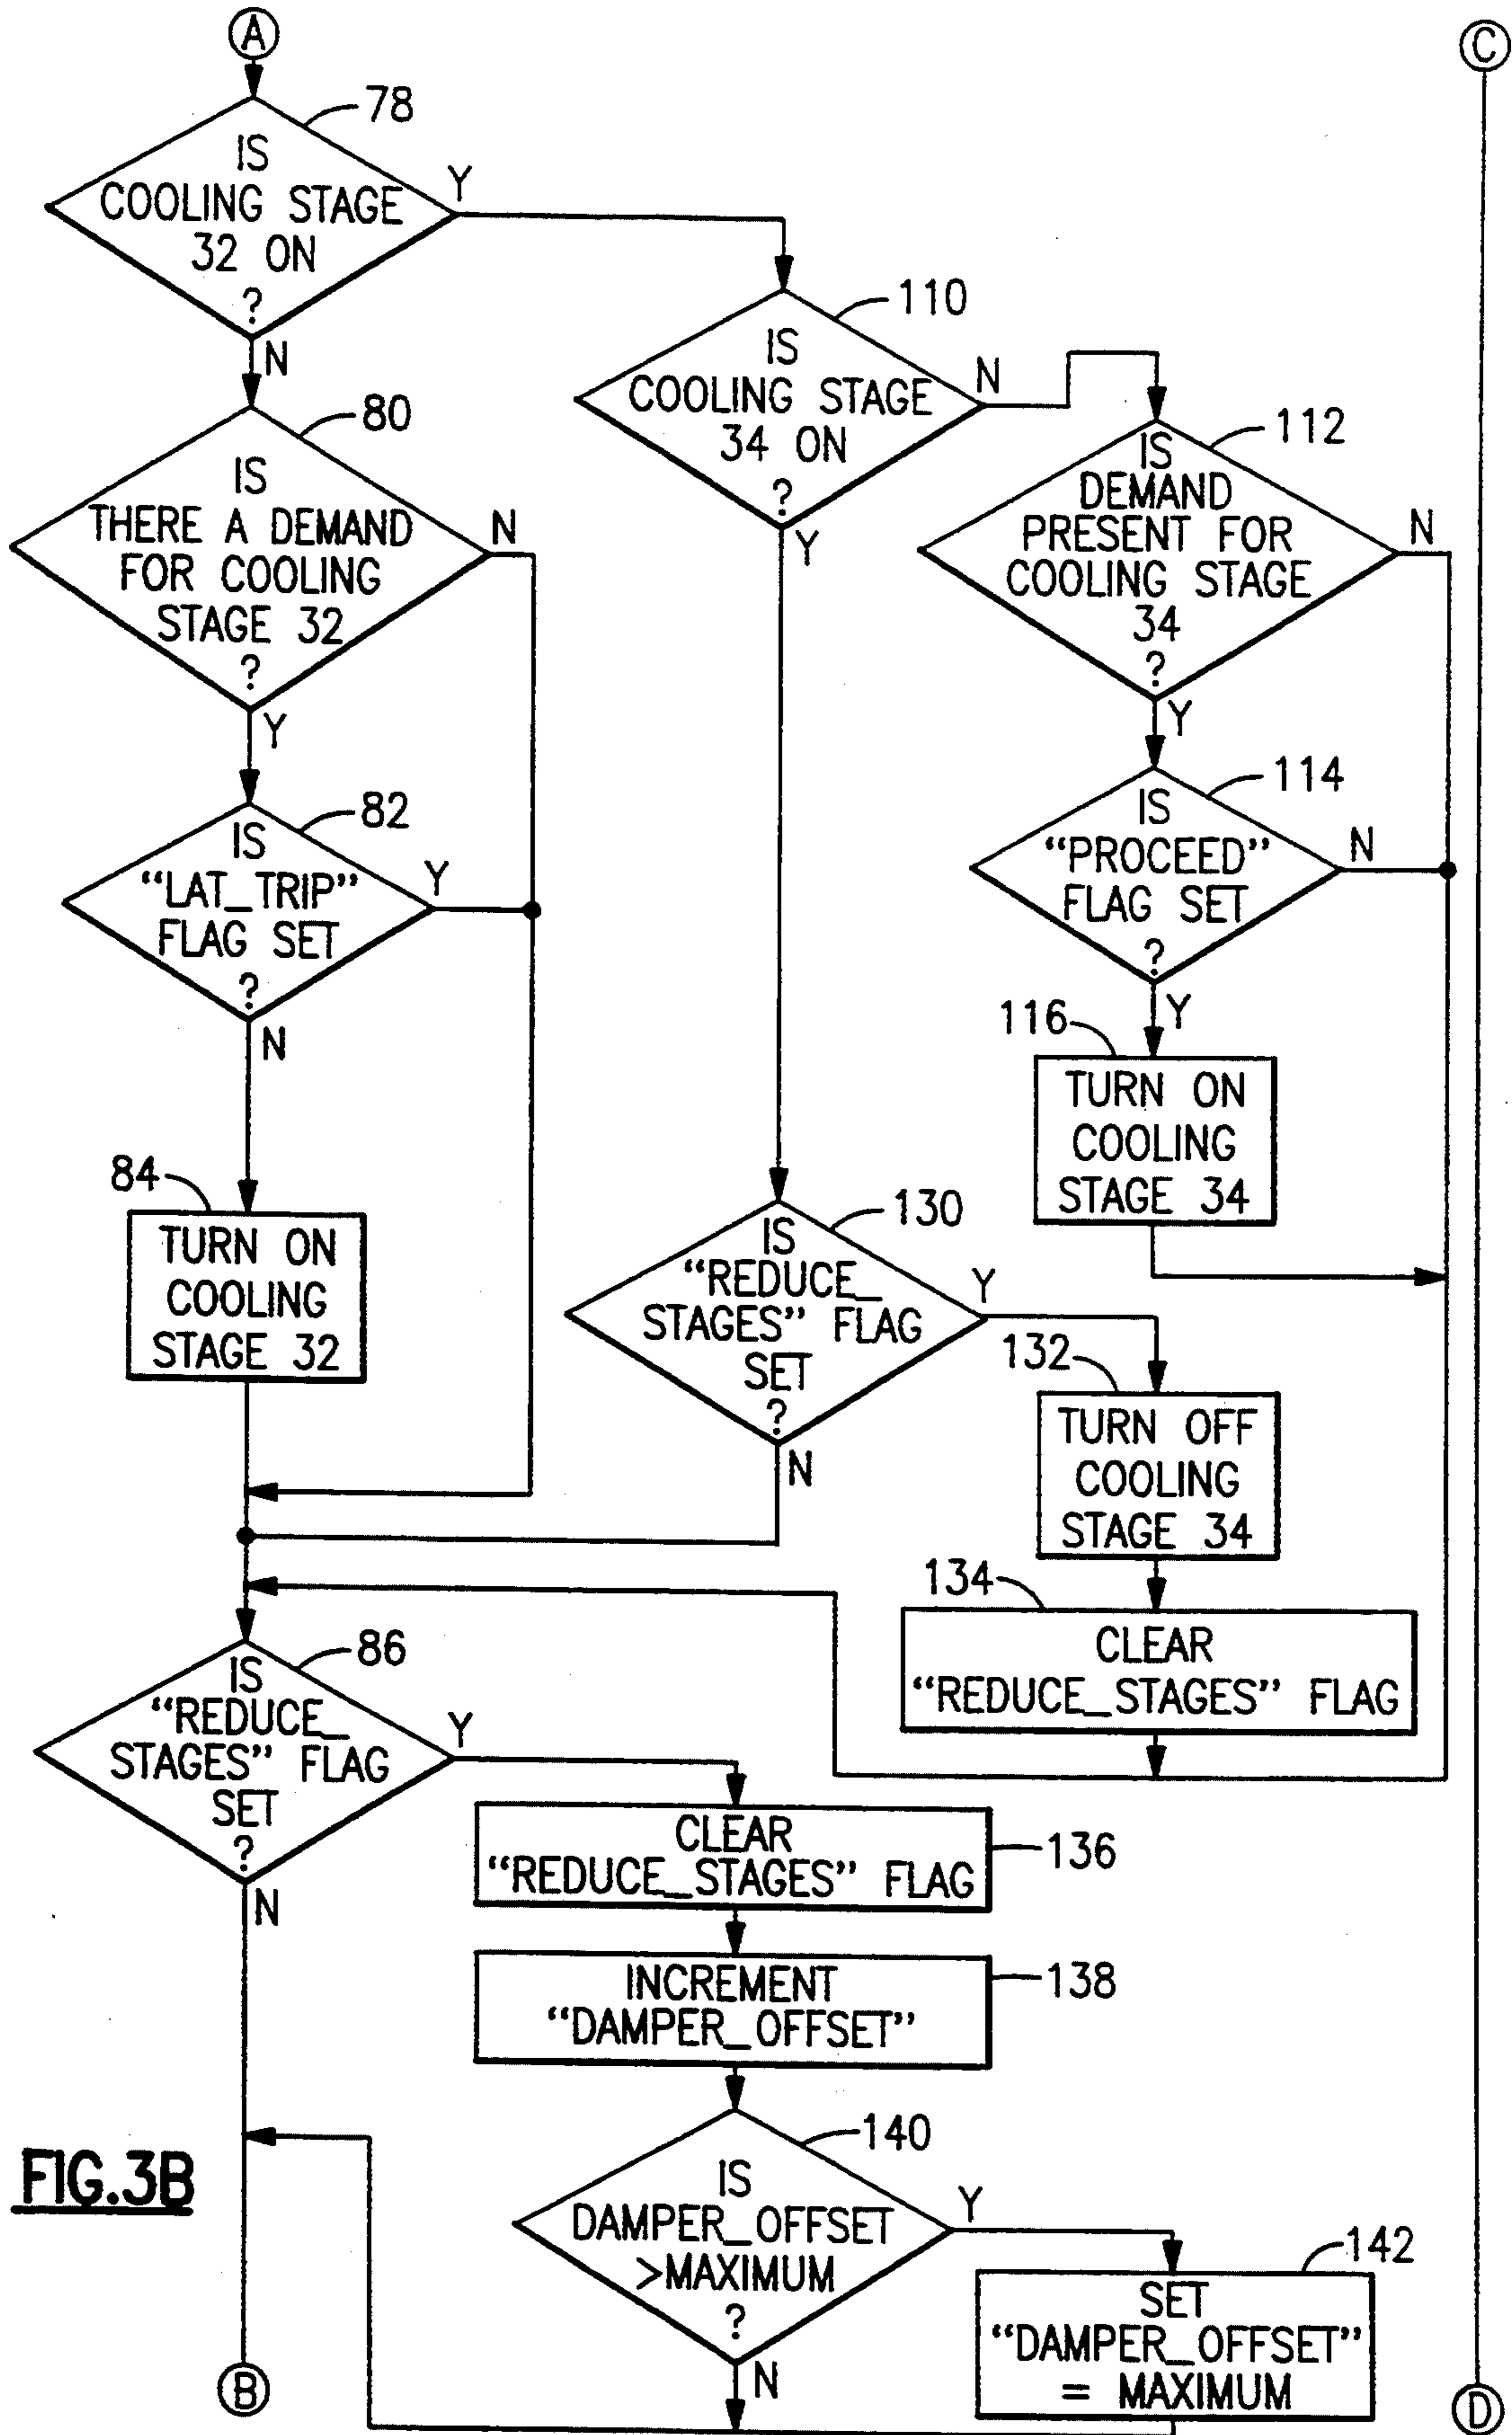 A
C
78
IS
COOLING STAGE
32 ON
?
Y
N
110
IS
COOLING STAGE
34 ON
?
N
Y
80
IS
THERE A DEMAND
FOR COOLING
STAGE 32
?
N
Y
112
IS
DEMAND
PRESENT FOR
COOLING STAGE
34
?
N
Y
82
IS
“LAT_TRIP”
FLAG SET
?
Y
N
114
IS
“PROCEED”
FLAG SET
?
N
Y
116
TURN ON
COOLING
STAGE 34
84
TURN ON
COOLING
STAGE 32
130
IS
“REDUCE_
STAGES” FLAG
SET
?
Y
N
132
TURN OFF
COOLING
STAGE 34
134
CLEAR
“REDUCE_STAGES” FLAG
86
IS
“REDUCE_
STAGES” FLAG
SET
?
Y
N
CLEAR
“REDUCE_STAGES” FLAG
136
INCREMENT
“DAMPER_OFFSET”
138
140
IS
DAMPER_OFFSET
>MAXIMUM
?
Y
N
142
SET
“DAMPER_OFFSET”
= MAXIMUM
FIG.3B
B
D